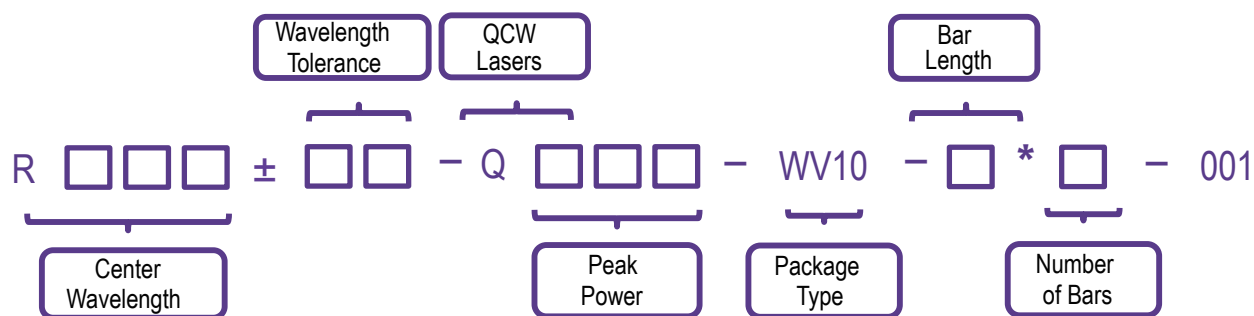 Wavelength
Tolerance
QCW
Lasers
Bar
Length
R □□□ ± □□ – Q □□□ – WV10 – □ * □ – 001
Center
Wavelength
Peak
Power
Package
Type
Number
of Bars